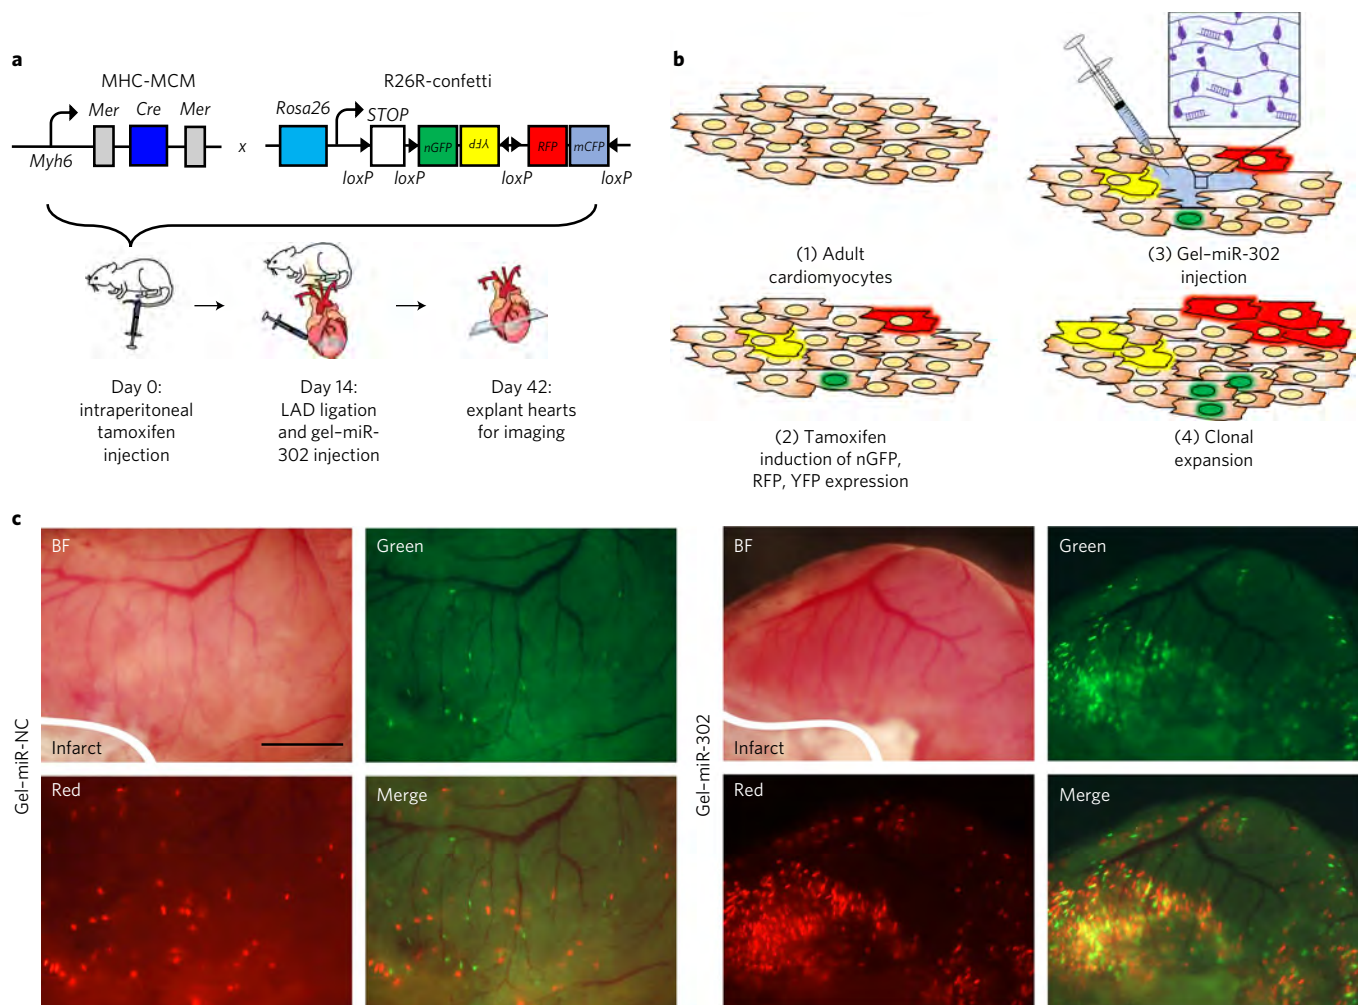 a
MHC-MCM
R26R-confetti
Mer Cre Mer
Rosa26
STOP
Myh6
x
nGFP
YFP
RFP
mCFP
loxP
loxP
loxP
loxP
Day 0:
intraperitoneal
tamoxifen
injection
Day 14:
LAD ligation
and gel–miR-
302 injection
Day 42:
explant hearts
for imaging
b
(1) Adult
cardiomyocytes
(2) Tamoxifen
induction of nGFP,
RFP, YFP expression
(3) Gel–miR-302
injection
(4) Clonal
expansion
c
Gel–miR-NC
BF
Infarct
Green
Red
Merge
Gel–miR-302
BF
Infarct
Green
Red
Merge